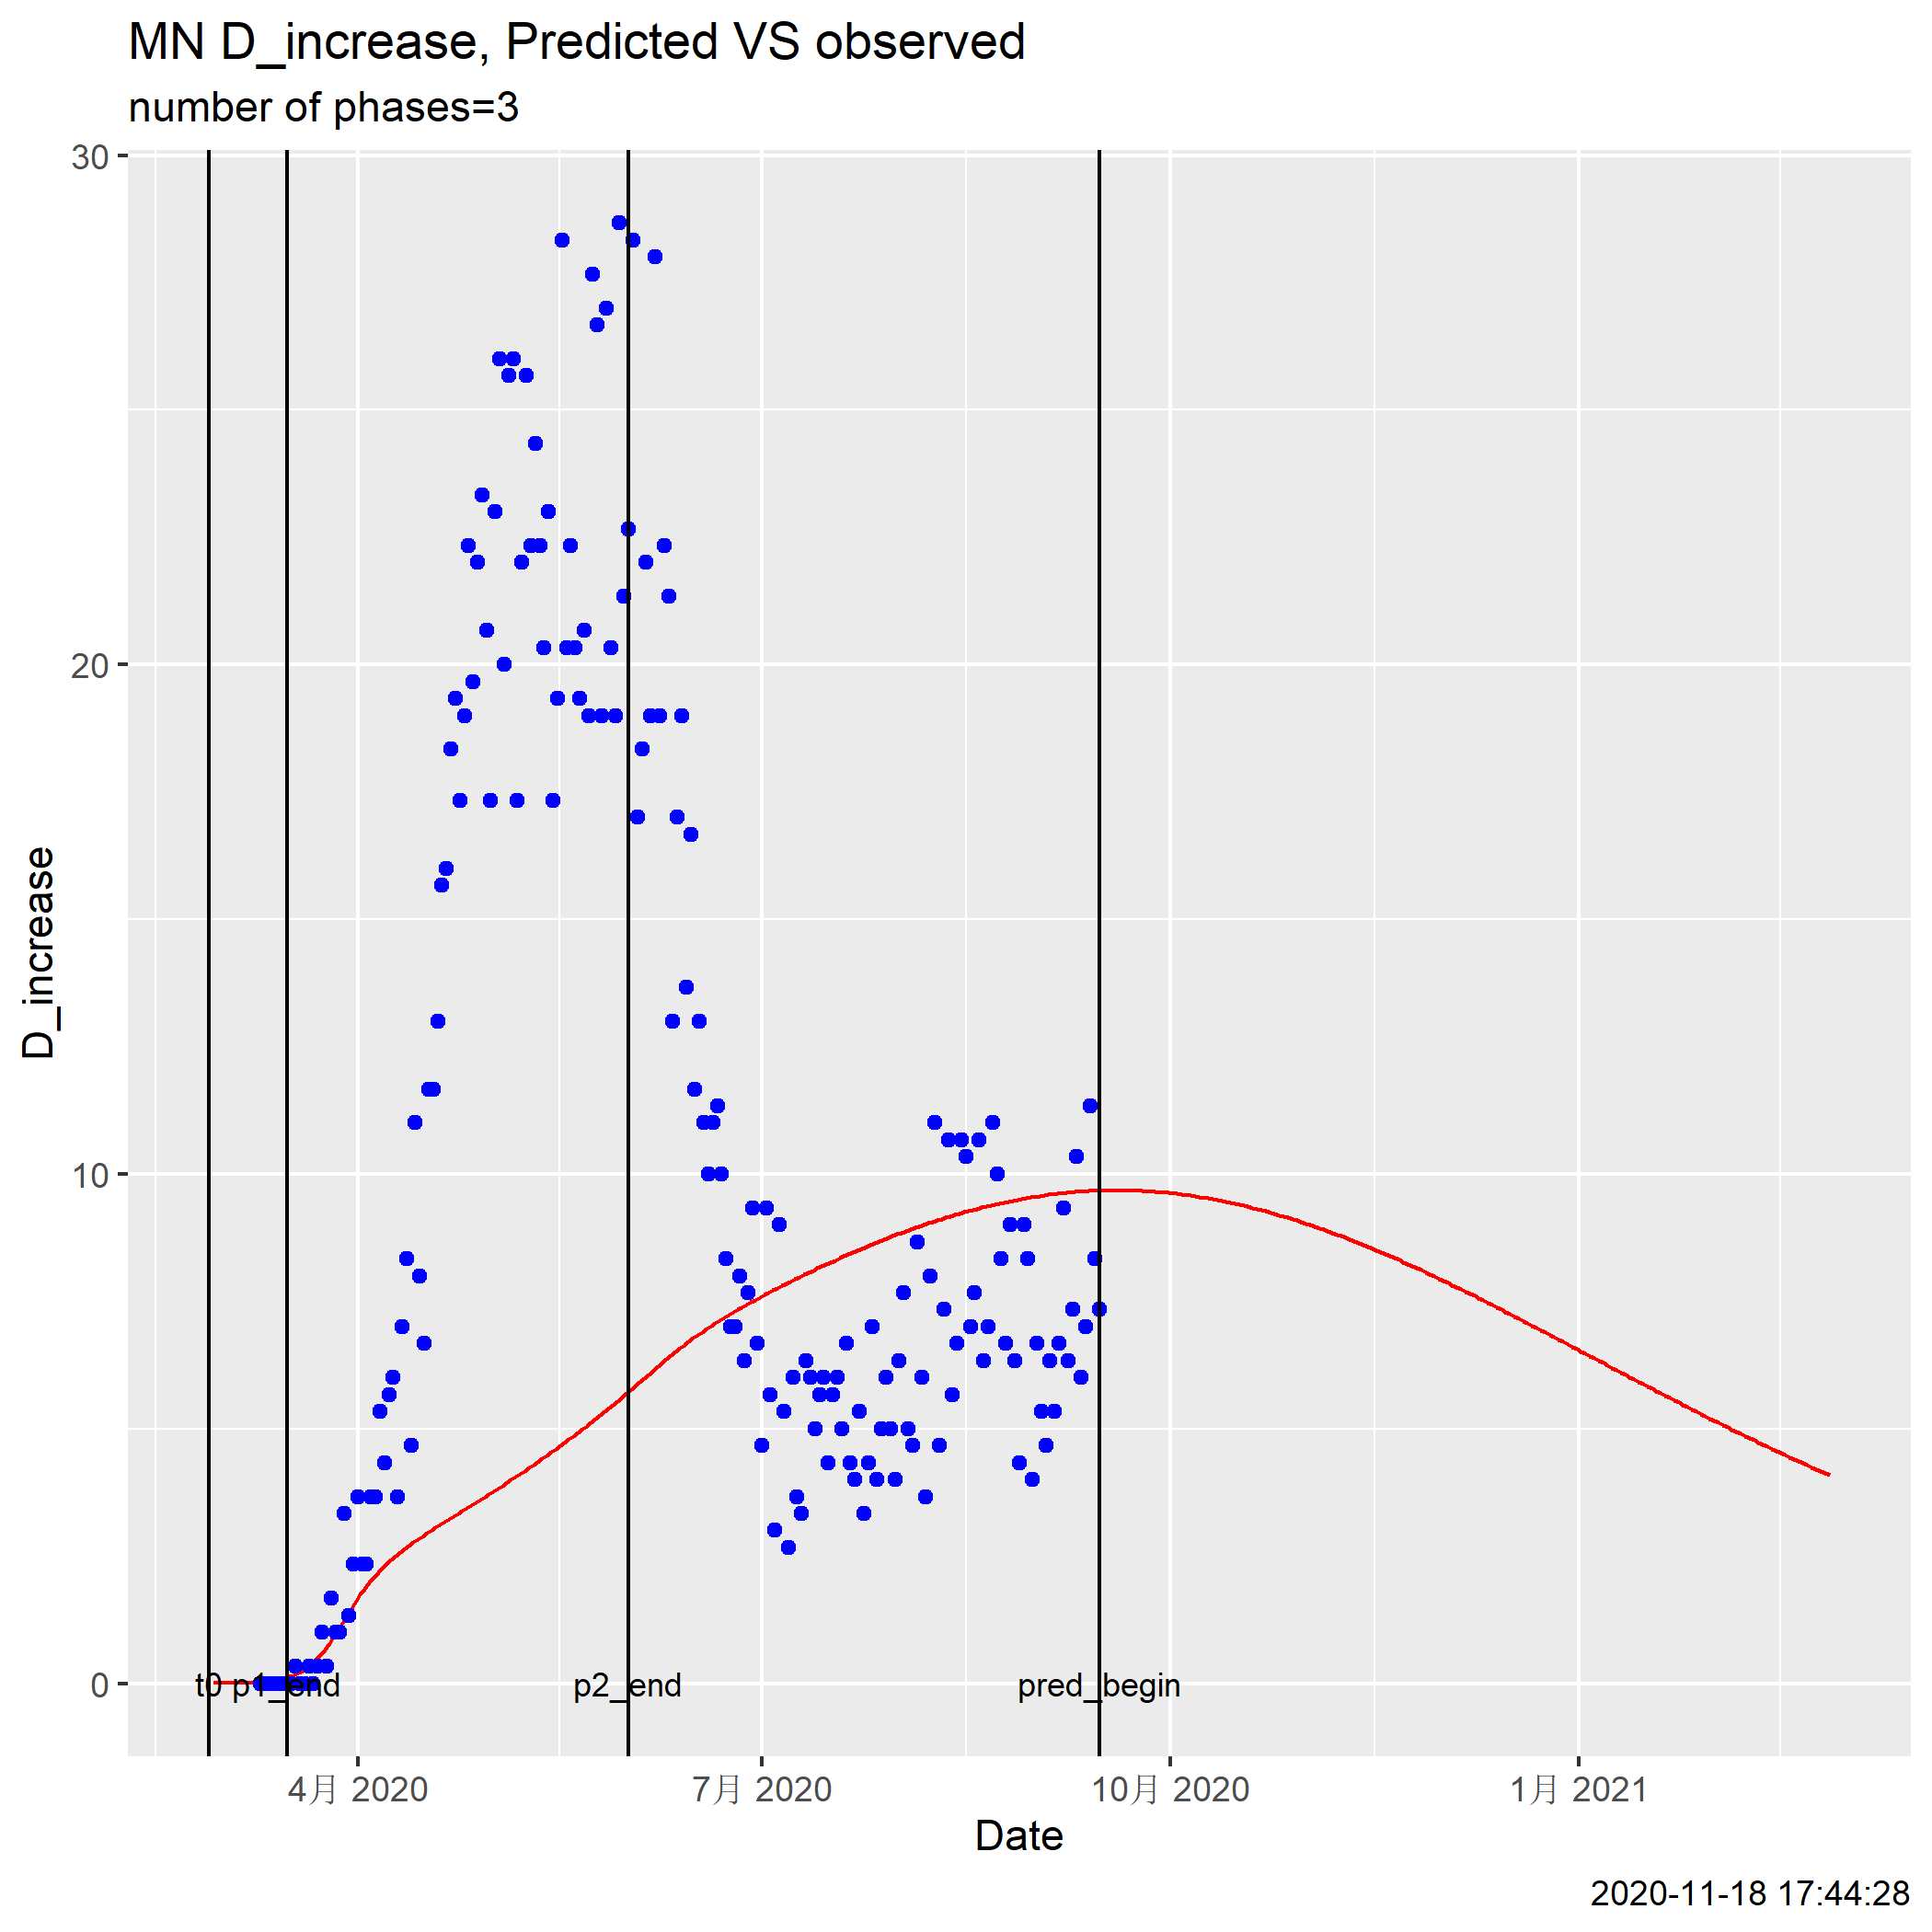 MN D_increase, Predicted VS observed
number of phases=3
30
20
10
0
D_increase
t0 p1_end p2_end pred_begin
4月 2020 7月 2020 10月 2020 1月 2021
Date
2020-11-18 17:44:28